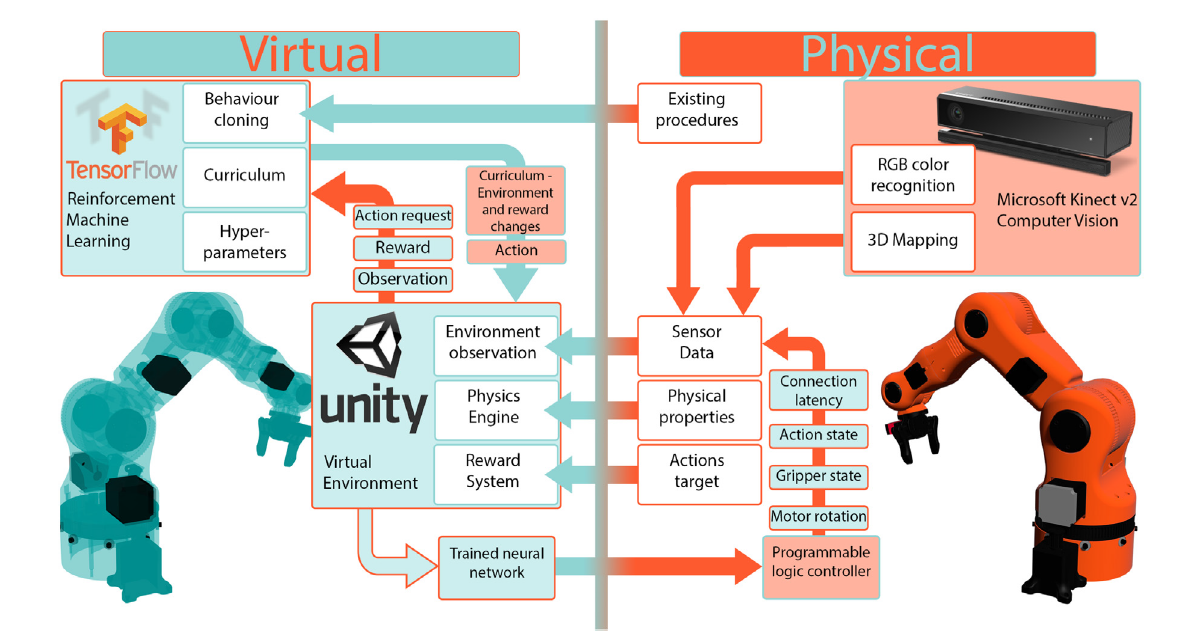 Virtual
Physical
Behaviour
cloning
TensorFlow
Reinforcement
Machine
Learning
Curriculum
Hyper-
parameters
Action request
Reward
Observation
Curriculum -
Environment
and reward
changes
Action
unity
Virtual
Environment
Environment
observation
Physics
Engine
Reward
System
Trained neural
network
Existing
procedures
RGB color
recognition
3D Mapping
Microsoft Kinect v2
Computer Vision
Sensor
Data
Physical
properties
Actions
target
Connection
latency
Action state
Gripper state
Motor rotation
Programmable
logic controller